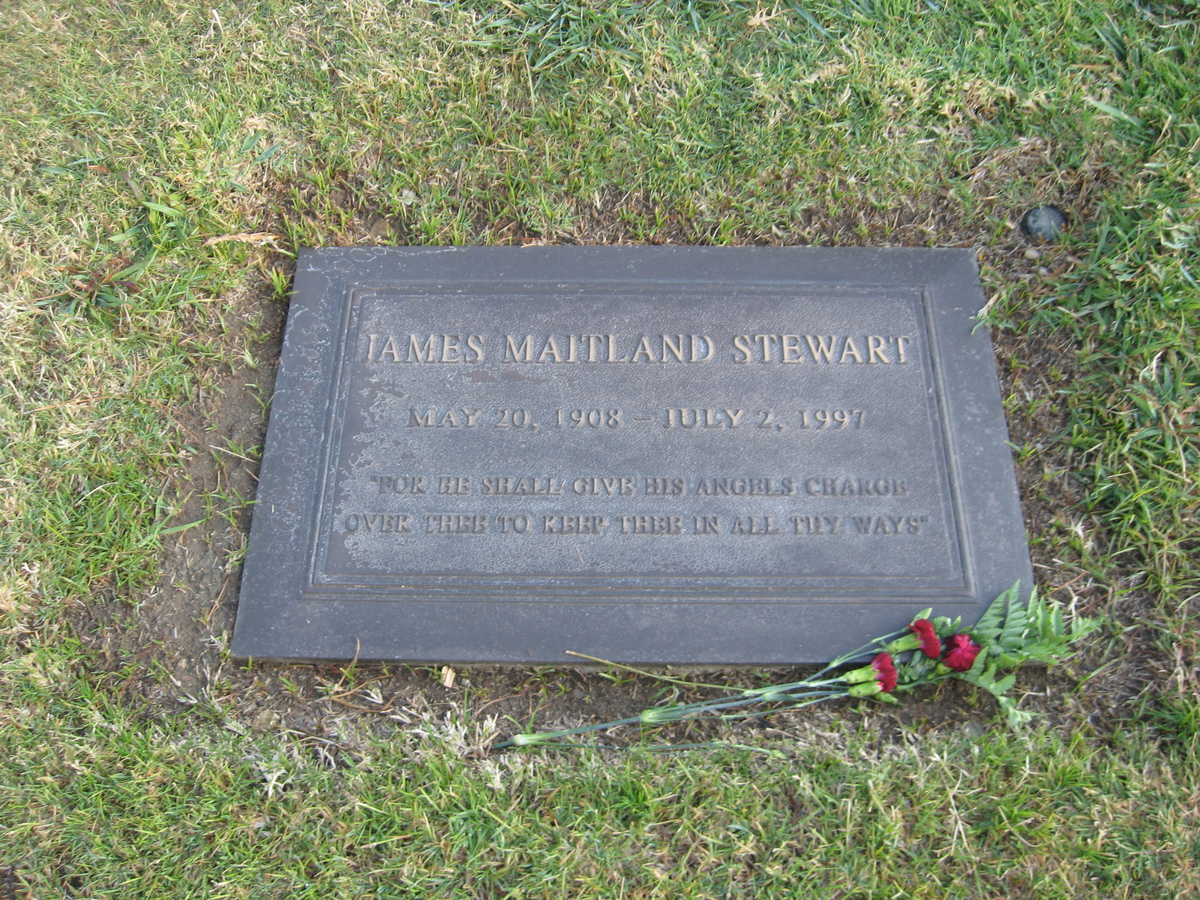 JAMES MAITLAND STEWART
MAY 20, 1908 – JULY 2, 1997
"FOR HE SHALL GIVE HIS ANGELS CHARGE
OVER THEE TO KEEP THEE IN ALL THY WAYS"